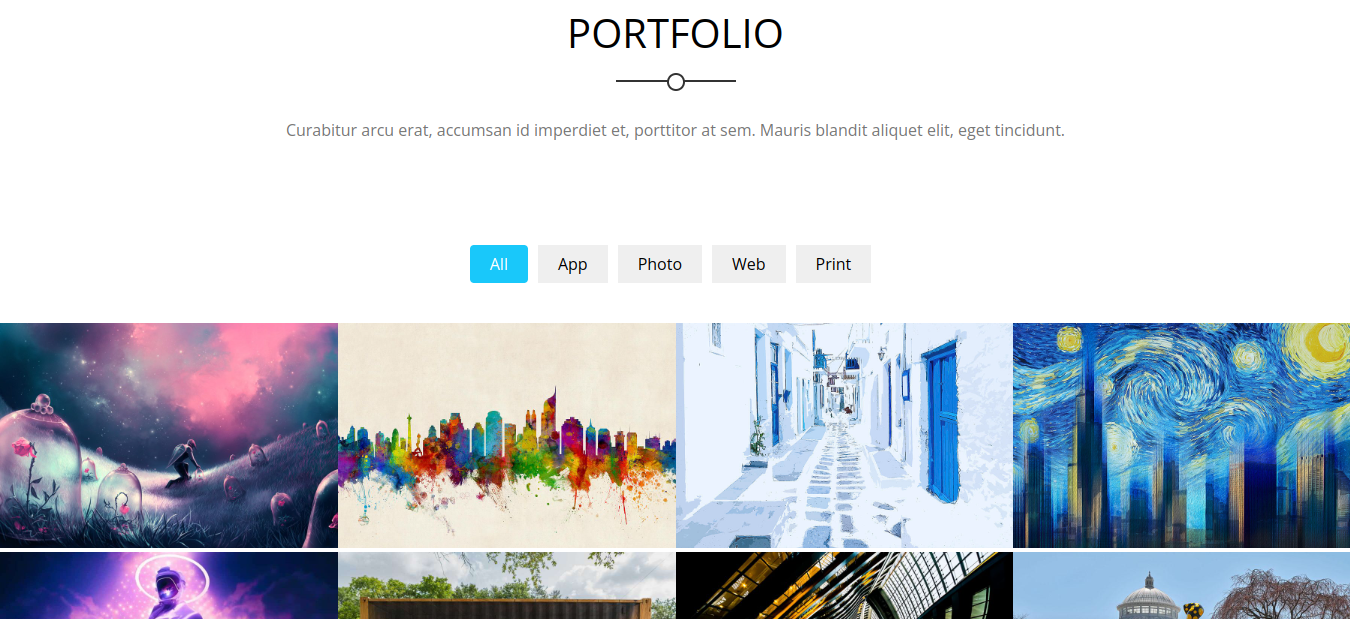 PORTFOLIO
Curabitur arcu erat, accumsan id imperdiet et, porttitor at sem. Mauris blandit aliquet elit, eget tincidunt.
All App Photo Web Print